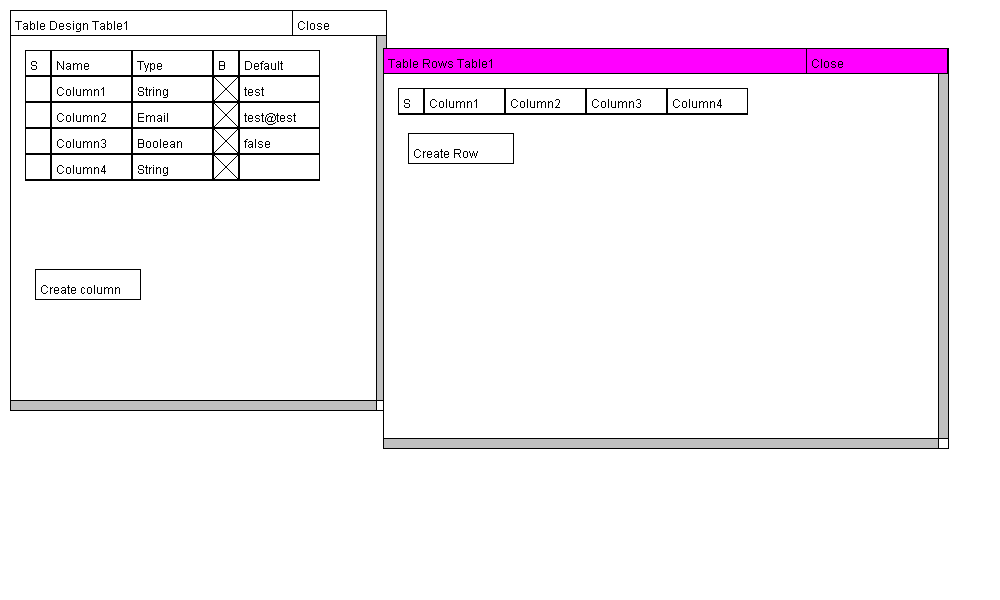 Table Design Table1 Close
S Name Type B Default
Column1 String test
Column2 Email test@test
Column3 Boolean false
Column4 String
Create column
Table Rows Table1 Close
S Column1 Column2 Column3 Column4
Create Row